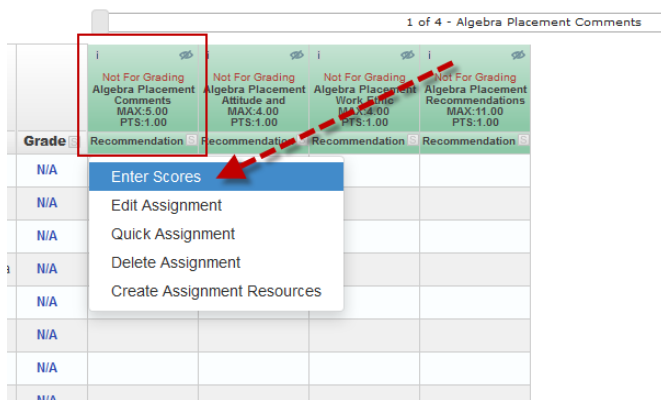 1 of 4 - Algebra Placement Comments
i i i i
Not For Grading Not For Grading Not For Grading Not For Grading
Algebra Placement Algebra Placement Algebra Placement Algebra Placement
Comments Attitude and Work Ethic Recommendations
MAX:5.00 MAX:4.00 MAX:4.00 MAX:11.00
PTS:1.00 PTS:1.00 PTS:1.00 PTS:1.00
Grade S Recommendation S Recommendation Recommendation S Recommendation S
N/A
Enter Scores
N/A
Edit Assignment
N/A
Quick Assignment
a N/A
Delete Assignment
N/A
Create Assignment Resources
N/A
N/A
N/A